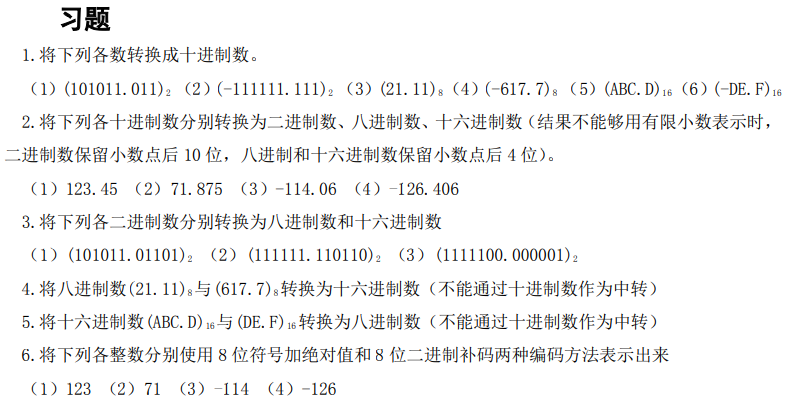 习题
1.将下列各数转换成十进制数。
（1）(101011.011)₂ （2）(-111111.111)₂ （3）(21.11)₈（4）(-617.7)₈ （5）(ABC.D)₁₆（6）(-DE.F)₁₆
2.将下列各十进制数分别转换为二进制数、八进制数、十六进制数（结果不能够用有限小数表示时，
二进制数保留小数点后 10 位，八进制和十六进制数保留小数点后 4 位）。
（1）123.45 （2）71.875 （3）-114.06 （4）-126.406
3.将下列各二进制数分别转换为八进制数和十六进制数
（1）(101011.01101)₂ （2）(111111.110110)₂ （3）(1111100.000001)₂
4.将八进制数(21.11)₈与(617.7)₈转换为十六进制数（不能通过十进制数作为中转）
5.将十六进制数(ABC.D)₁₆与(DE.F)₁₆转换为八进制数（不能通过十进制数作为中转）
6.将下列各整数分别使用 8 位符号加绝对值和 8 位二进制补码两种编码方法表示出来
（1）123 （2）71 （3）-114 （4）-126